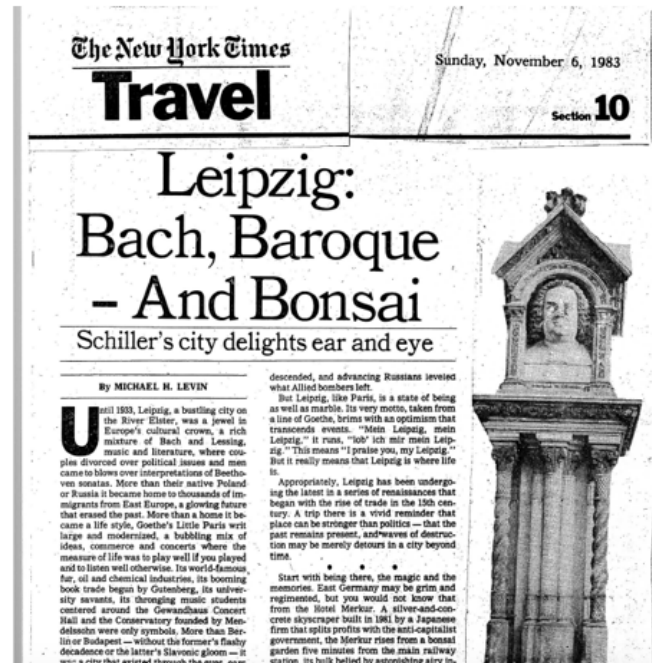 The New York Times
Travel
Sunday, November 6, 1983
Section 10
Leipzig:
Bach, Baroque
– And Bonsai
Schiller's city delights ear and eye
By MICHAEL H. LEVIN
Until 1933, Leipzig, a bustling city on
the River Elster, was a jewel in
Europe's cultural crown, a rich
mixture of Bach and Lessing,
music and literature, where cou-
ples divorced over political issues and men
came to blows over interpretations of Beetho-
ven sonatas. More than their native Poland
or Russia it became home to thousands of im-
migrants from East Europe, a glowing future
that erased the past. More than a home it be-
came a life style, Goethe's Little Paris writ
large and modernized, a bubbling mix of
ideas, commerce and concerts where the
measure of life was to play well if you played
and to listen well otherwise. Its world-famous
fur, oil and chemical industries, its booming
book trade begun by Gutenberg, its univer-
sity savants, its thronging music students
centered around the Gewandhaus Concert
Hall and the Conservatory founded by Men-
delssohn were only symbols. More than Ber-
lin or Budapest — without the former's flashy
decadence or the latter's Slavonic gloom — it
was a city that existed through the eyes, ears
descended, and advancing Russians leveled
what Allied bombers left.
But Leipzig, like Paris, is a state of being
as well as marble. Its very motto, taken from
a line of Goethe, brims with an optimism that
transcends events. "Mein Leipzig, mein
Leipzig," it runs, "lob' ich mir mein Leip-
zig." This means "I praise you, my Leipzig."
But it really means that Leipzig is where life
is.
Appropriately, Leipzig has been undergo-
ing the latest in a series of renaissances that
began with the rise of trade in the 15th cen-
tury. A trip there is a vivid reminder that
place can be stronger than politics — that the
past remains present, and waves of destruc-
tion may be merely detours in a city beyond
time.
• • •
Start with being there, the magic and the
memories. East Germany may be grim and
regimented, but you would not know that
from the Hotel Merkur. A silver-and-con-
crete skyscraper built in 1981 by a Japanese
firm that splits profits with the anti-capitalist
government, the Merkur rises from a bonsai
garden five minutes from the main railway
station, its bulk belied by astonishing airy in-